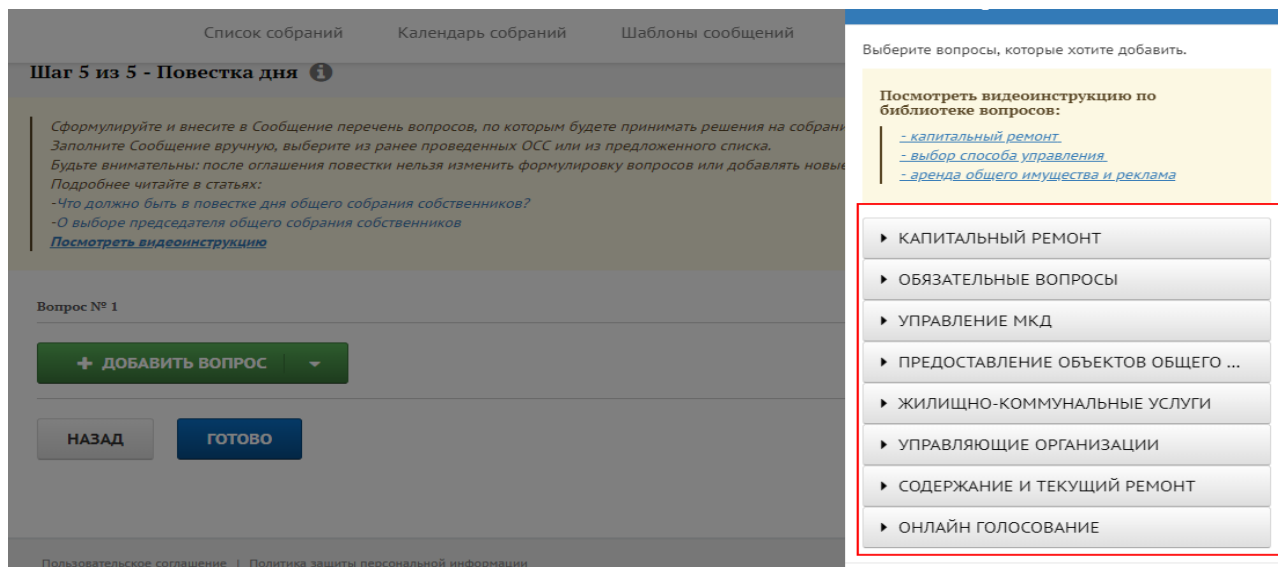 Список собраний Календарь собраний Шаблоны сообщений
Шаг 5 из 5 - Повестка дня
Сформулируйте и внесите в Сообщение перечень вопросов, по которым будете принимать решения на собрани
Заполните Сообщение вручную, выберите из ранее проведенных ОСС или из предложенного списка.
Будьте внимательны: после оглашения повестки нельзя изменить формулировку вопросов или добавлять новые
Подробнее читайте в статьях:
-Что должно быть в повестке дня общего собрания собственников?
-О выборе председателя общего собрания собственников
Посмотреть видеоинструкцию
Вопрос № 1
+ ДОБАВИТЬ ВОПРОС
НАЗАД
ГОТОВО
Пользовательское соглашение | Политика защиты персональной информации
Выберите вопросы, которые хотите добавить.
Посмотреть видеоинструкцию по
библиотеке вопросов:
- капитальный ремонт
- выбор способа управления
- аренда общего имущества и реклама
КАПИТАЛЬНЫЙ РЕМОНТ
ОБЯЗАТЕЛЬНЫЕ ВОПРОСЫ
УПРАВЛЕНИЕ МКД
ПРЕДОСТАВЛЕНИЕ ОБЪЕКТОВ ОБЩЕГО ...
ЖИЛИЩНО-КОММУНАЛЬНЫЕ УСЛУГИ
УПРАВЛЯЮЩИЕ ОРГАНИЗАЦИИ
СОДЕРЖАНИЕ И ТЕКУЩИЙ РЕМОНТ
ОНЛАЙН ГОЛОСОВАНИЕ